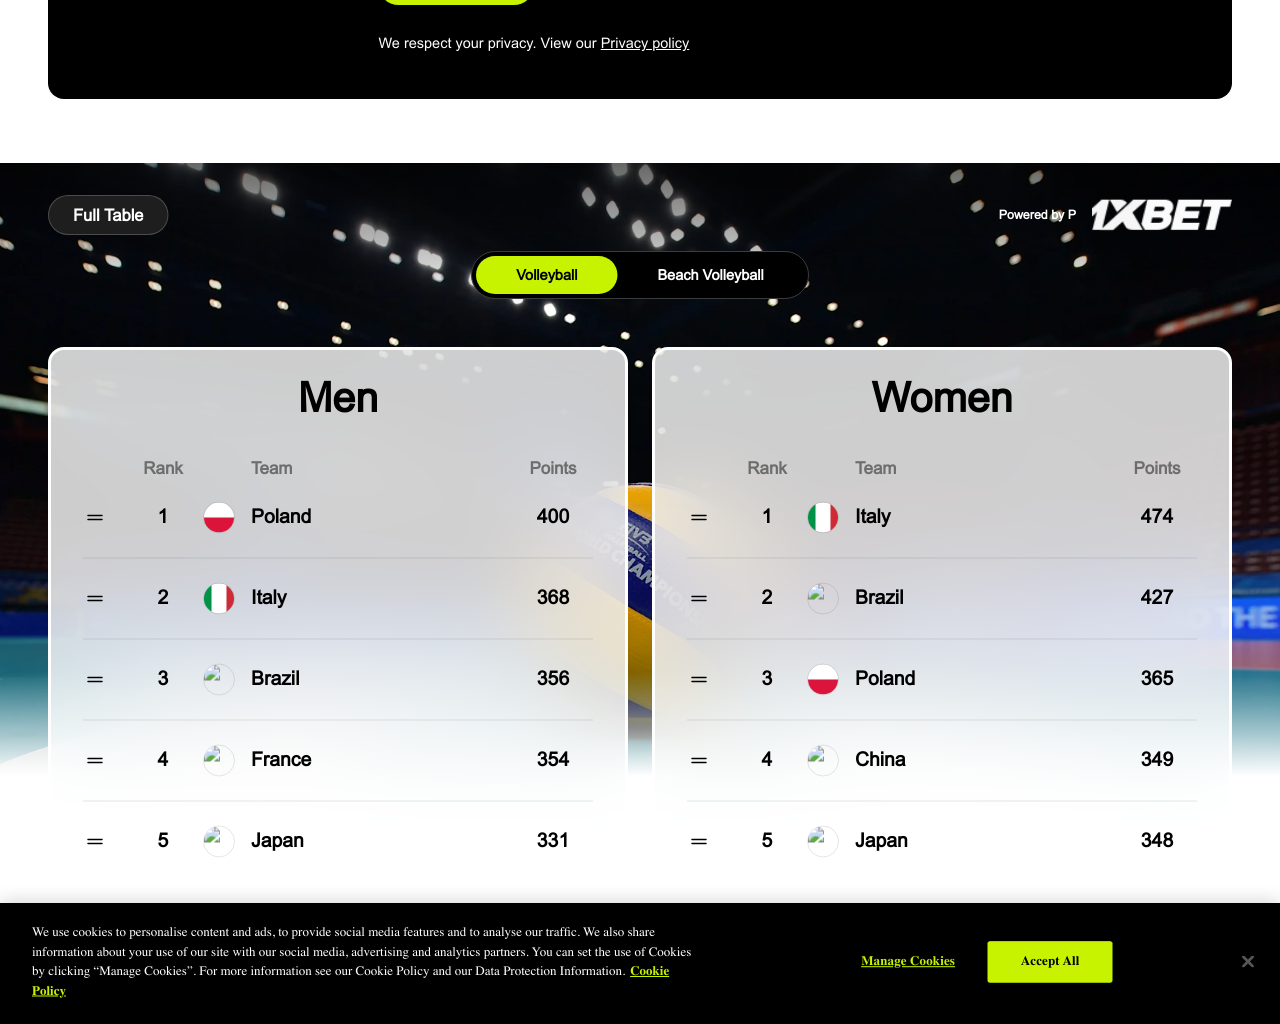 We respect your privacy. View our Privacy policy
Full Table
Powered by P
1XBET
Volleyball
Beach Volleyball
Men
Rank Team Points
= 1 Poland 400
= 2 Italy 368
= 3 Brazil 356
= 4 France 354
= 5 Japan 331
Women
Rank Team Points
= 1 Italy 474
= 2 Brazil 427
= 3 Poland 365
= 4 China 349
= 5 Japan 348
FIVB
THE
We use cookies to personalise content and ads, to provide social media features and to analyse our traffic. We also share
information about your use of our site with our social media, advertising and analytics partners. You can set the use of Cookies
by clicking “Manage Cookies”. For more information see our Cookie Policy and our Data Protection Information. Cookie
Policy
Manage Cookies
Accept All